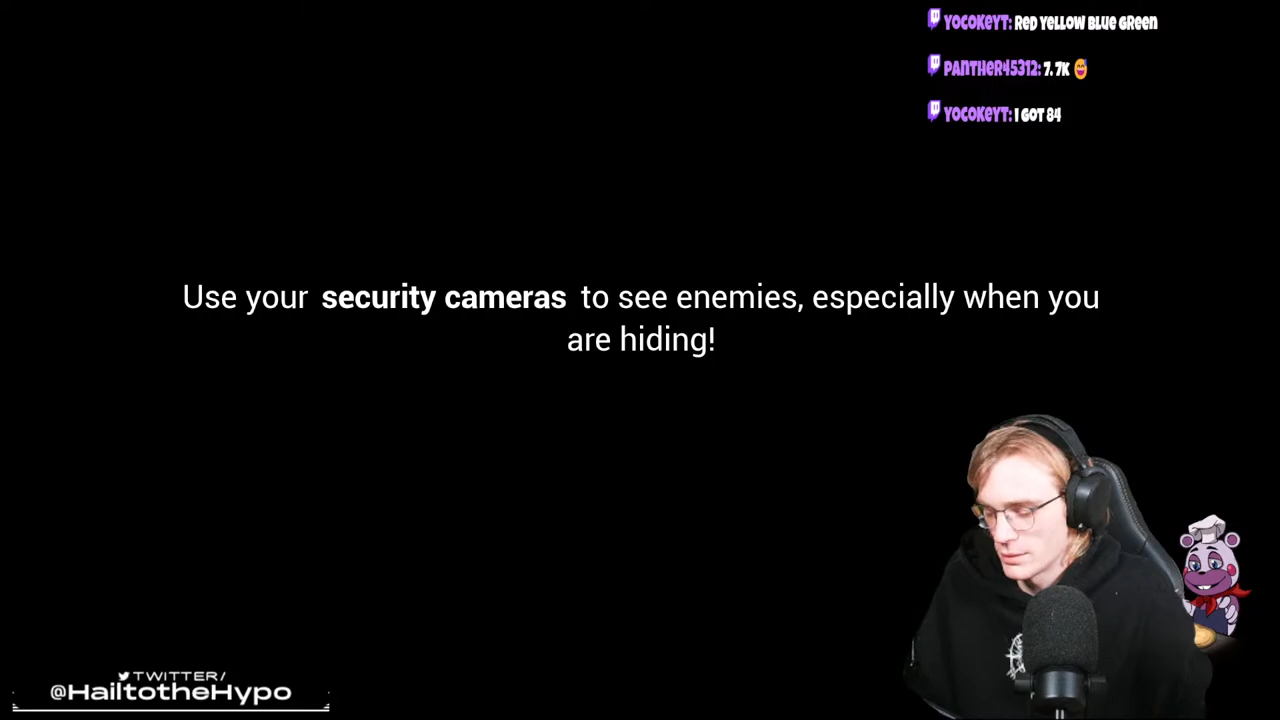 YOCOKEYT: RED YELLOW BLUE GREEN
PANTHER45312: 7.7K
YOCOKEYT: I GOT 84
Use your security cameras to see enemies, especially when you
are hiding!
TWITTER/
@HailtotheHypo